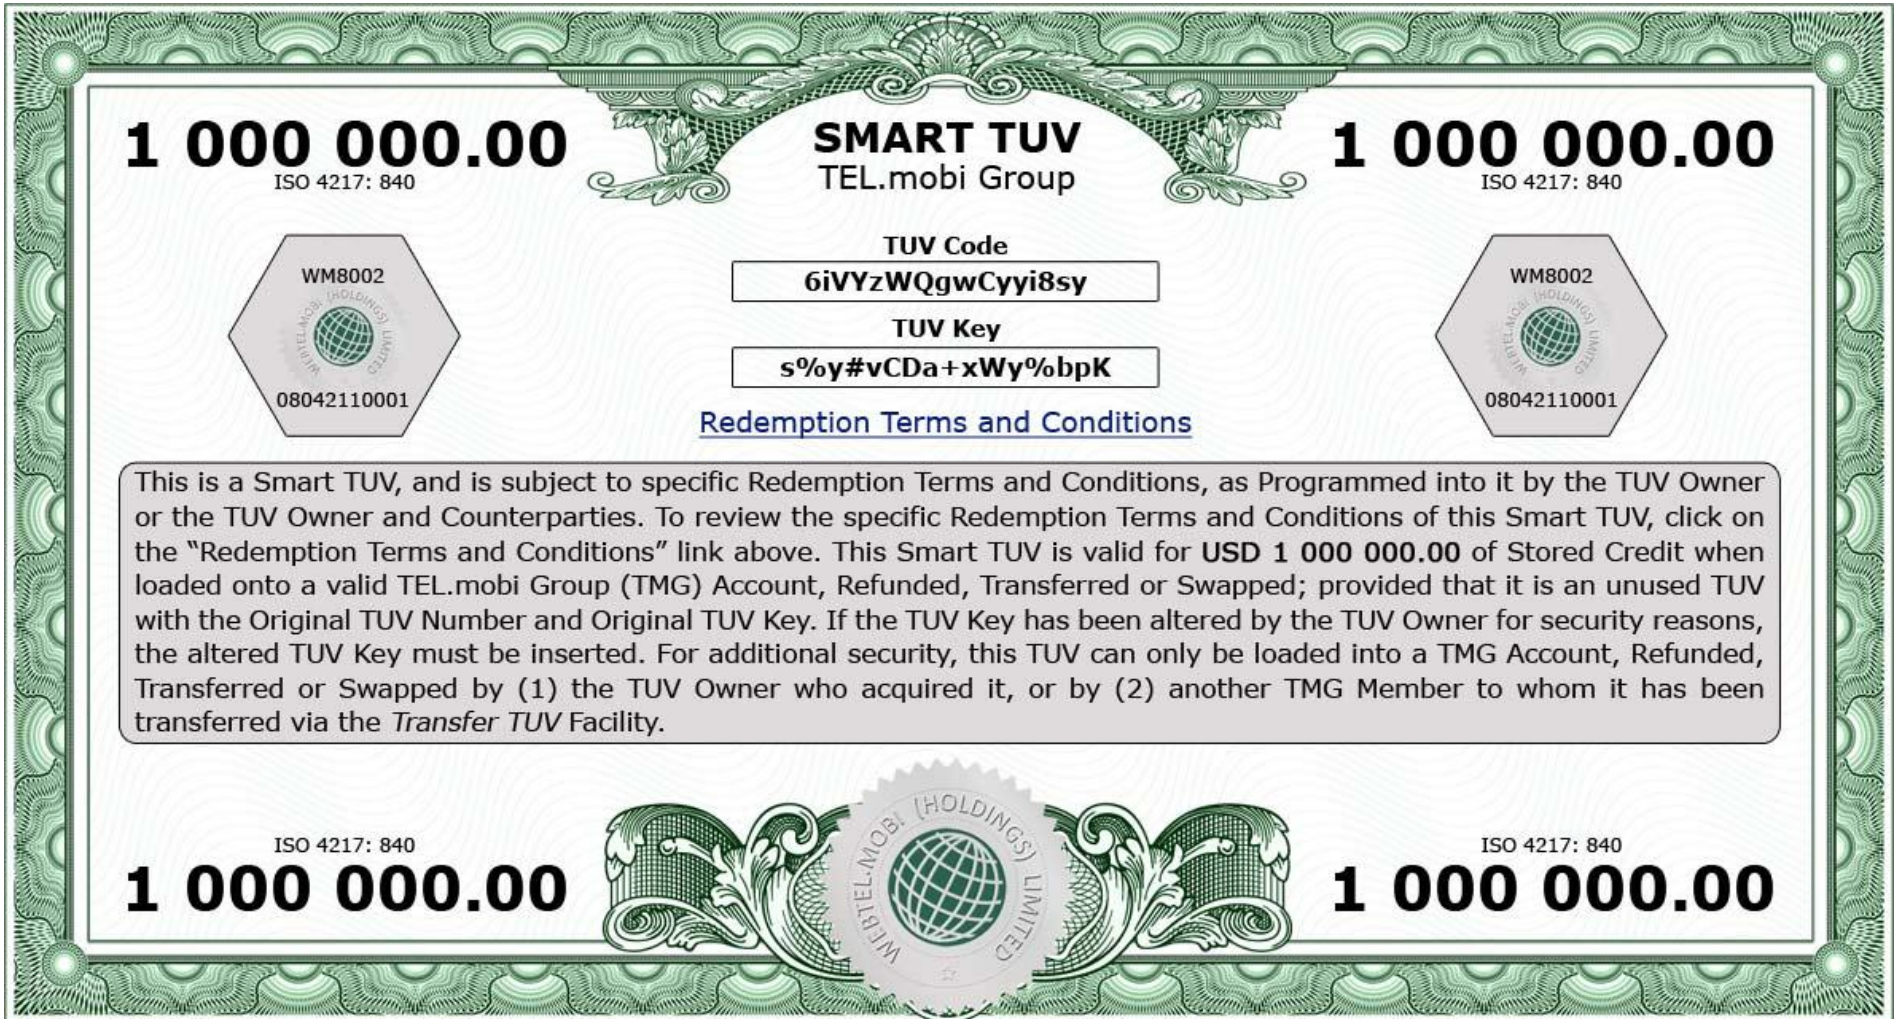 1 000 000.00
ISO 4217: 840
SMART TUV
TEL.mobi Group
1 000 000.00
ISO 4217: 840
WM8002
WEBTEL.MOBI (HOLDINGS) LIMITED
08042110001
TUV Code
6iVYzWQgwCyyi8sy
TUV Key
s%y#vCDa+xWy%bpK
Redemption Terms and Conditions
WM8002
WEBTEL.MOBI (HOLDINGS) LIMITED
08042110001
This is a Smart TUV, and is subject to specific Redemption Terms and Conditions, as Programmed into it by the TUV Owner
or the TUV Owner and Counterparties. To review the specific Redemption Terms and Conditions of this Smart TUV, click on
the “Redemption Terms and Conditions” link above. This Smart TUV is valid for USD 1 000 000.00 of Stored Credit when
loaded onto a valid TEL.mobi Group (TMG) Account, Refunded, Transferred or Swapped; provided that it is an unused TUV
with the Original TUV Number and Original TUV Key. If the TUV Key has been altered by the TUV Owner for security reasons,
the altered TUV Key must be inserted. For additional security, this TUV can only be loaded into a TMG Account, Refunded,
Transferred or Swapped by (1) the TUV Owner who acquired it, or by (2) another TMG Member to whom it has been
transferred via the Transfer TUV Facility.
ISO 4217: 840
1 000 000.00
WEBTEL.MOBI (HOLDINGS) LIMITED
ISO 4217: 840
1 000 000.00